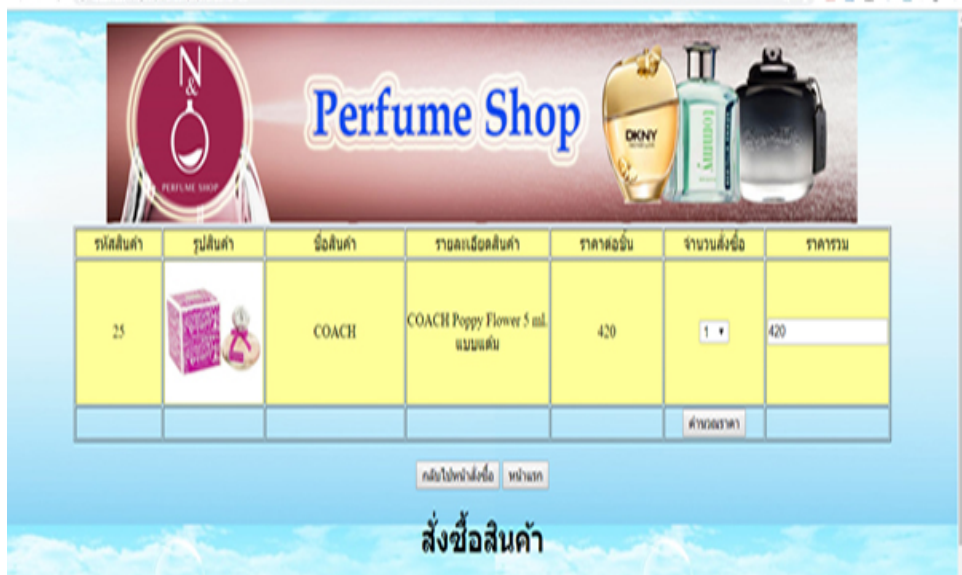 N
&
PERFUME SHOP
Perfume Shop
DKNY
tommy
รหัสสินค้า รูปสินค้า ชื่อสินค้า รายละเอียดสินค้า ราคาต่อชิ้น จำนวนสั่งซื้อ ราคารวม
25 COACH COACH Poppy Flower 5 ml. 420 1 420
แบบแต้ม
คำนวณราคา
กลับไปหน้าสั่งซื้อ หน้าแรก
สั่งซื้อสินค้า